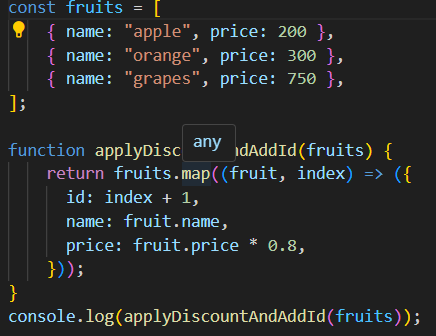 const fruits = [
{ name: "apple", price: 200 },
{ name: "orange", price: 300 },
{ name: "grapes", price: 750 },
];
any
function applyDisc ndAddId(fruits) {
return fruits.map((fruit, index) => ({
id: index + 1,
name: fruit.name,
price: fruit.price * 0.8,
}));
}
console.log(applyDiscountAndAddId(fruits));